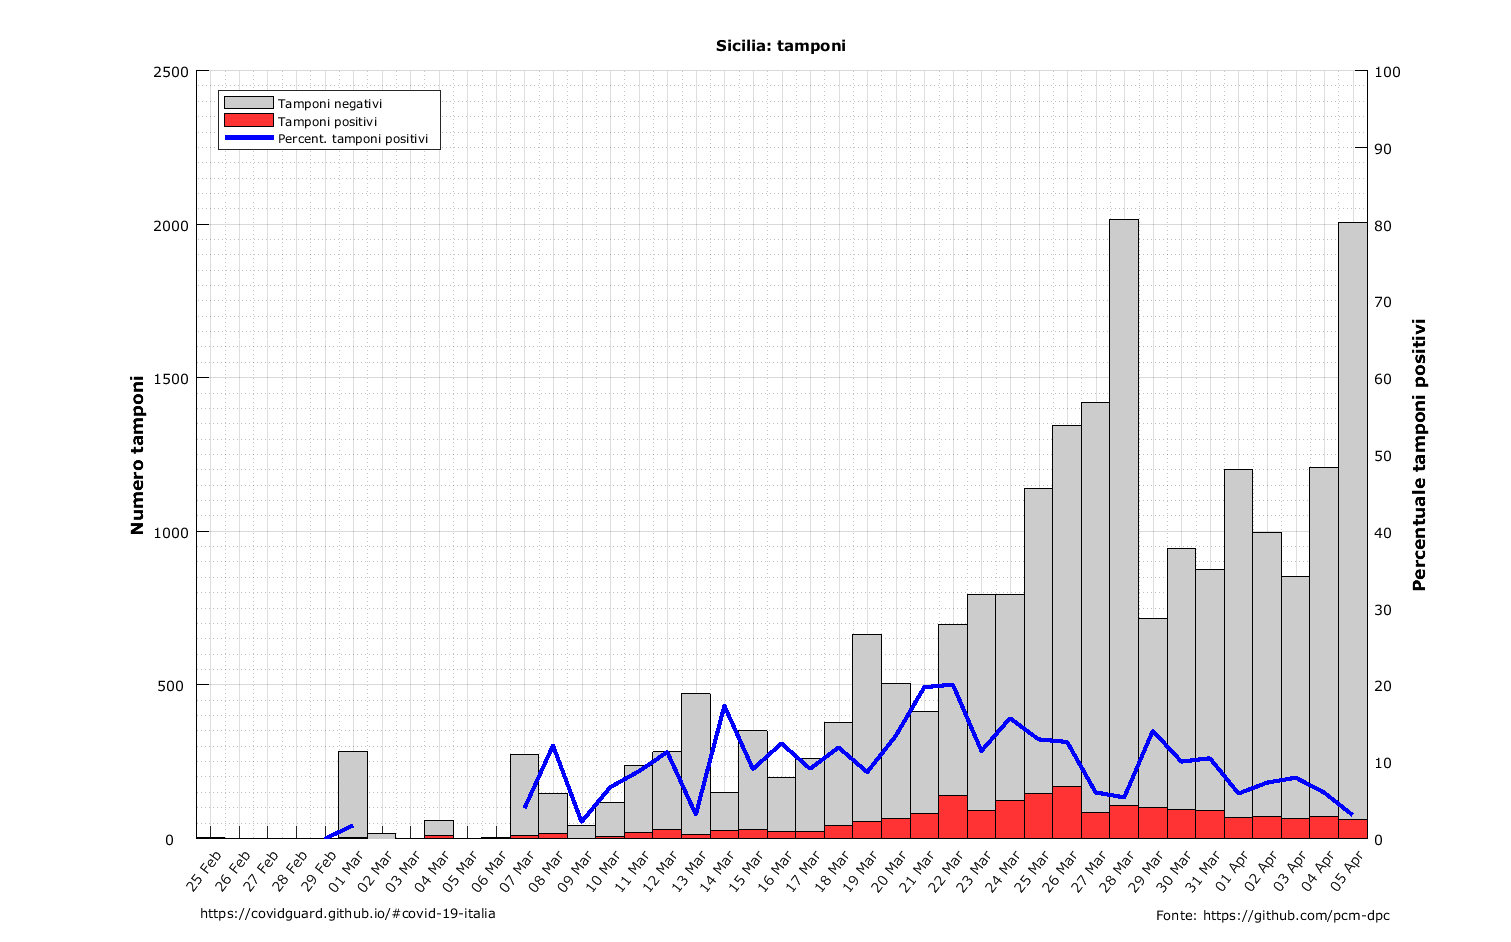 Sicilia: tamponi
2500
2000
1500
1000
500
0
100
90
80
70
60
50
40
30
20
10
0
Tamponi negativi
Tamponi positivi
Percent. tamponi positivi
Numero tamponi
Percentuale tamponi positivi
25 Feb
26 Feb
27 Feb
28 Feb
29 Feb
01 Mar
02 Mar
03 Mar
04 Mar
05 Mar
06 Mar
07 Mar
08 Mar
09 Mar
10 Mar
11 Mar
12 Mar
13 Mar
14 Mar
15 Mar
16 Mar
17 Mar
18 Mar
19 Mar
20 Mar
21 Mar
22 Mar
23 Mar
24 Mar
25 Mar
26 Mar
27 Mar
28 Mar
29 Mar
30 Mar
31 Mar
01 Apr
02 Apr
03 Apr
04 Apr
05 Apr
https://covidguard.github.io/#covid-19-italia
Fonte: https://github.com/pcm-dpc